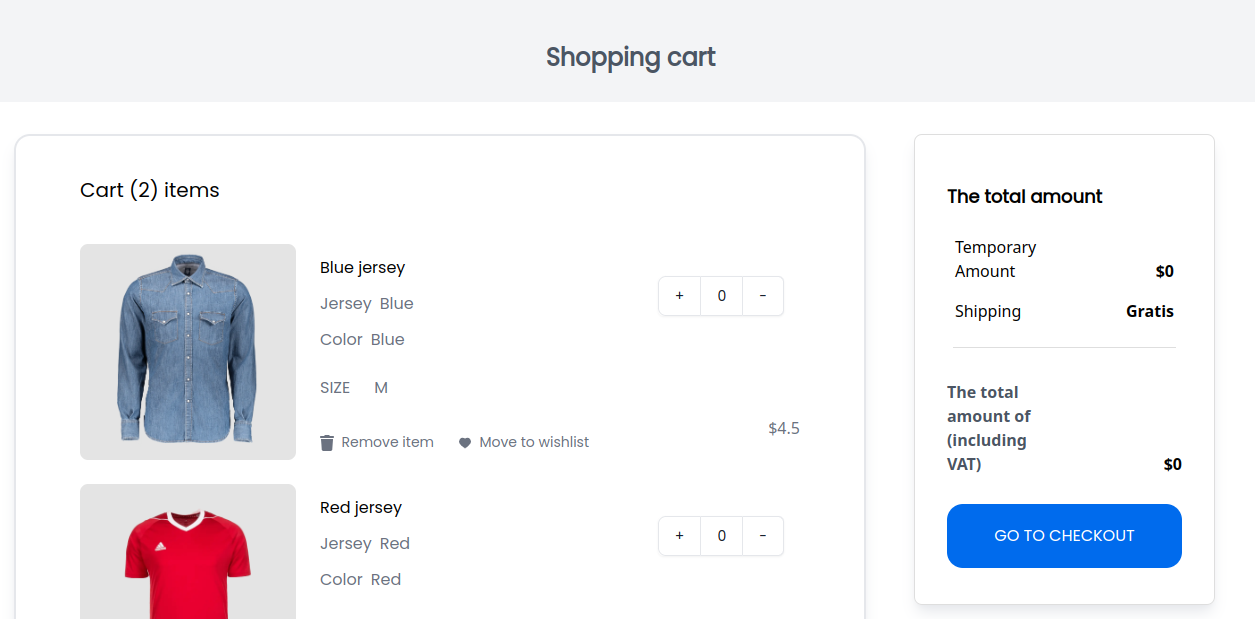 Shopping cart
Cart (2) items
Blue jersey
Jersey Blue
Color Blue
SIZE M
Remove item Move to wishlist
$4.5
+ 0 -
Red jersey
Jersey Red
Color Red
+ 0 -
The total amount
Temporary
Amount $0
Shipping Gratis
The total
amount of
(including
VAT) $0
GO TO CHECKOUT